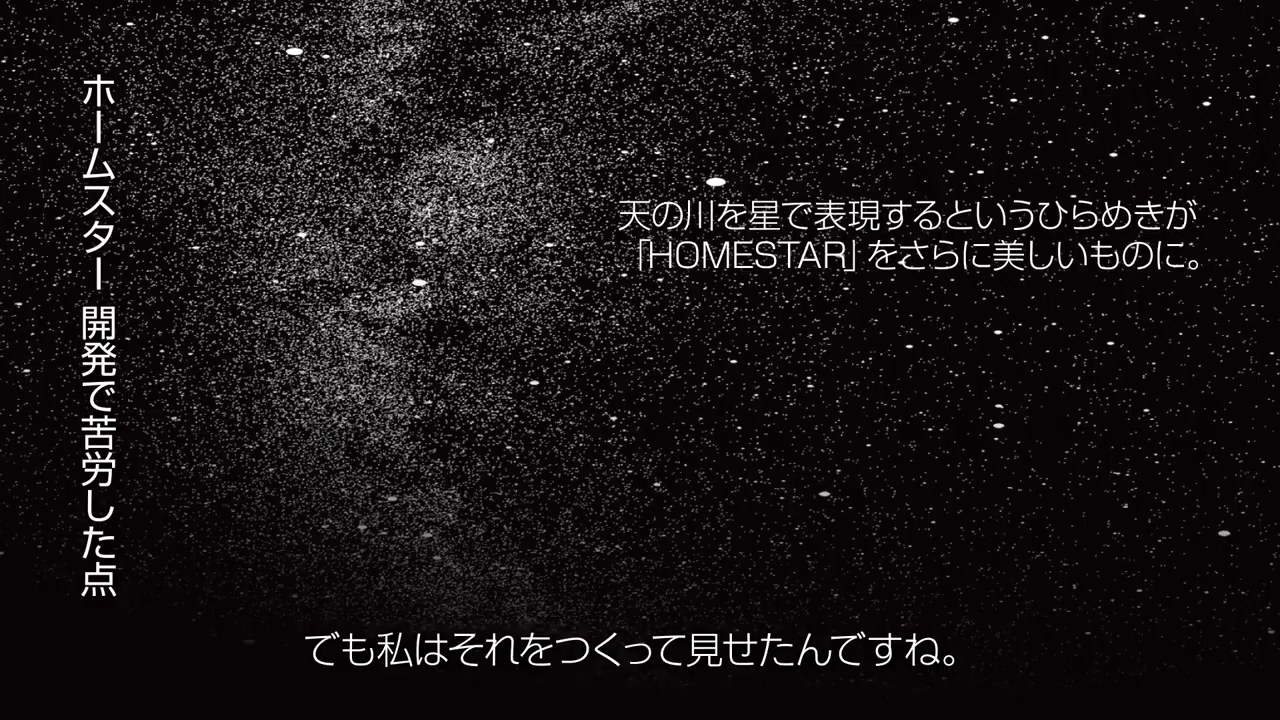 ホームスター 開発で苦労した点
天の川を星で表現するというひらめきが
「HOMESTAR」をさらに美しいものに。
でも私はそれをつくって見せたんですね。